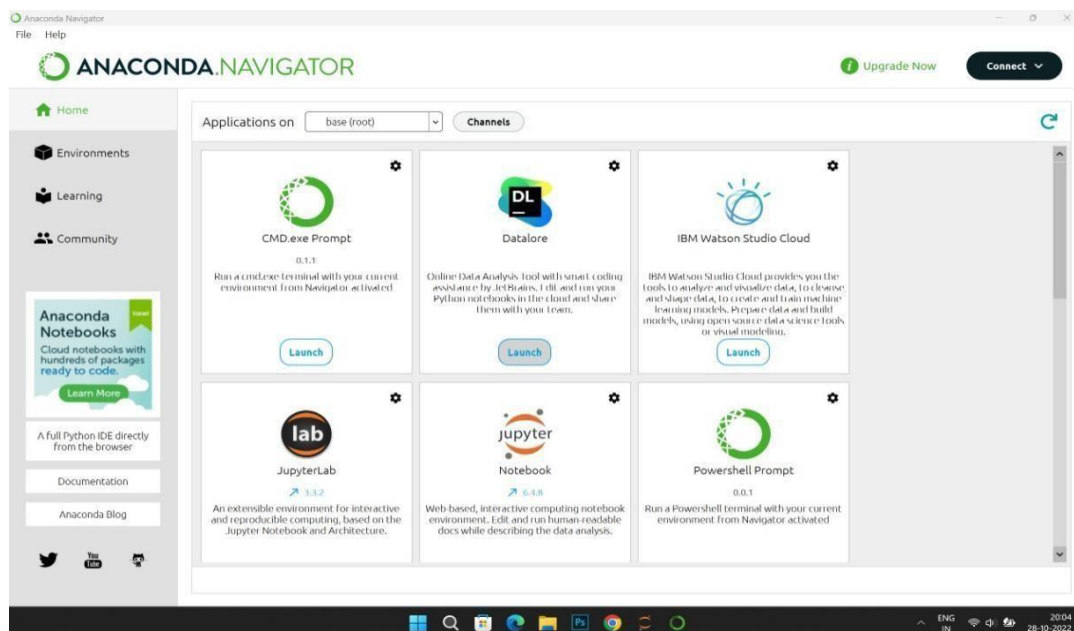 Anaconda Navigator
File Help
ANACONDA.NAVIGATOR
i Upgrade Now
Connect
Home
Environments
Learning
Community
Anaconda Notebooks
New!
Cloud notebooks with
hundreds of packages
ready to code.
Learn More
A full Python IDE directly
from the browser
Documentation
Anaconda Blog
You
Tube
Applications on base (root) Channels
CMD.exe Prompt
0.1.1
Run a cmd.exe terminal with your current
environment from Navigator activated
Launch
DL
Datalore
Online Data Analysis Tool with smart coding
assistance by JetBrains. Edit and run your
Python notebooks in the cloud and share
them with your team.
Launch
IBM Watson Studio Cloud
IBM Watson Studio Cloud provides you the
tools to analyze and visualize data, to cleanse
and shape data, to create and train machine
learning models. Prepare data and build
models, using open source data science tools
or visual modeling.
Launch
lab
JupyterLab
3.3.2
An extensible environment for interactive
and reproducible computing, based on the
Jupyter Notebook and Architecture.
jupyter
Notebook
6.4.8
Web-based, interactive computing notebook
environment. Edit and run human-readable
docs while describing the data analysis.
Powershell Prompt
0.0.1
Run a Powershell terminal with your current
environment from Navigator activated
Ps
ENG
IN
20:04
28-10-2022